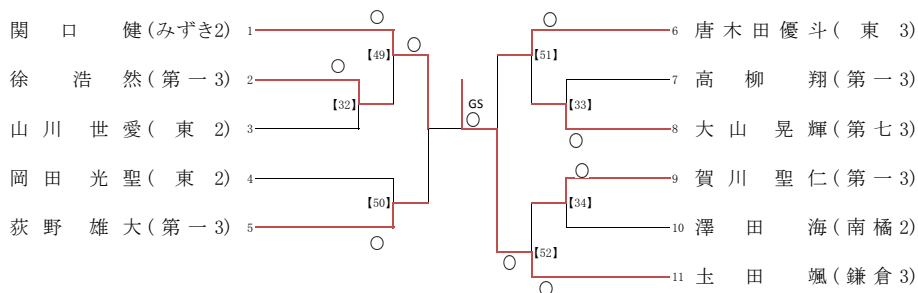 関口 健(みずき2) 1
徐 浩然(第一3) 2
山川世愛(東 2) 3
岡田光聖(東 2) 4
荻野雄大(第一3) 5
【49】
【32】
【50】
GS
【51】
【33】
【34】
【52】
6 唐木田優斗(東 3)
7 高柳 翔(第一3)
8 大山晃輝(第七3)
9 賀川聖仁(第一3)
10 澤田 海(南橘2)
11 圡田 颯(鎌倉3)